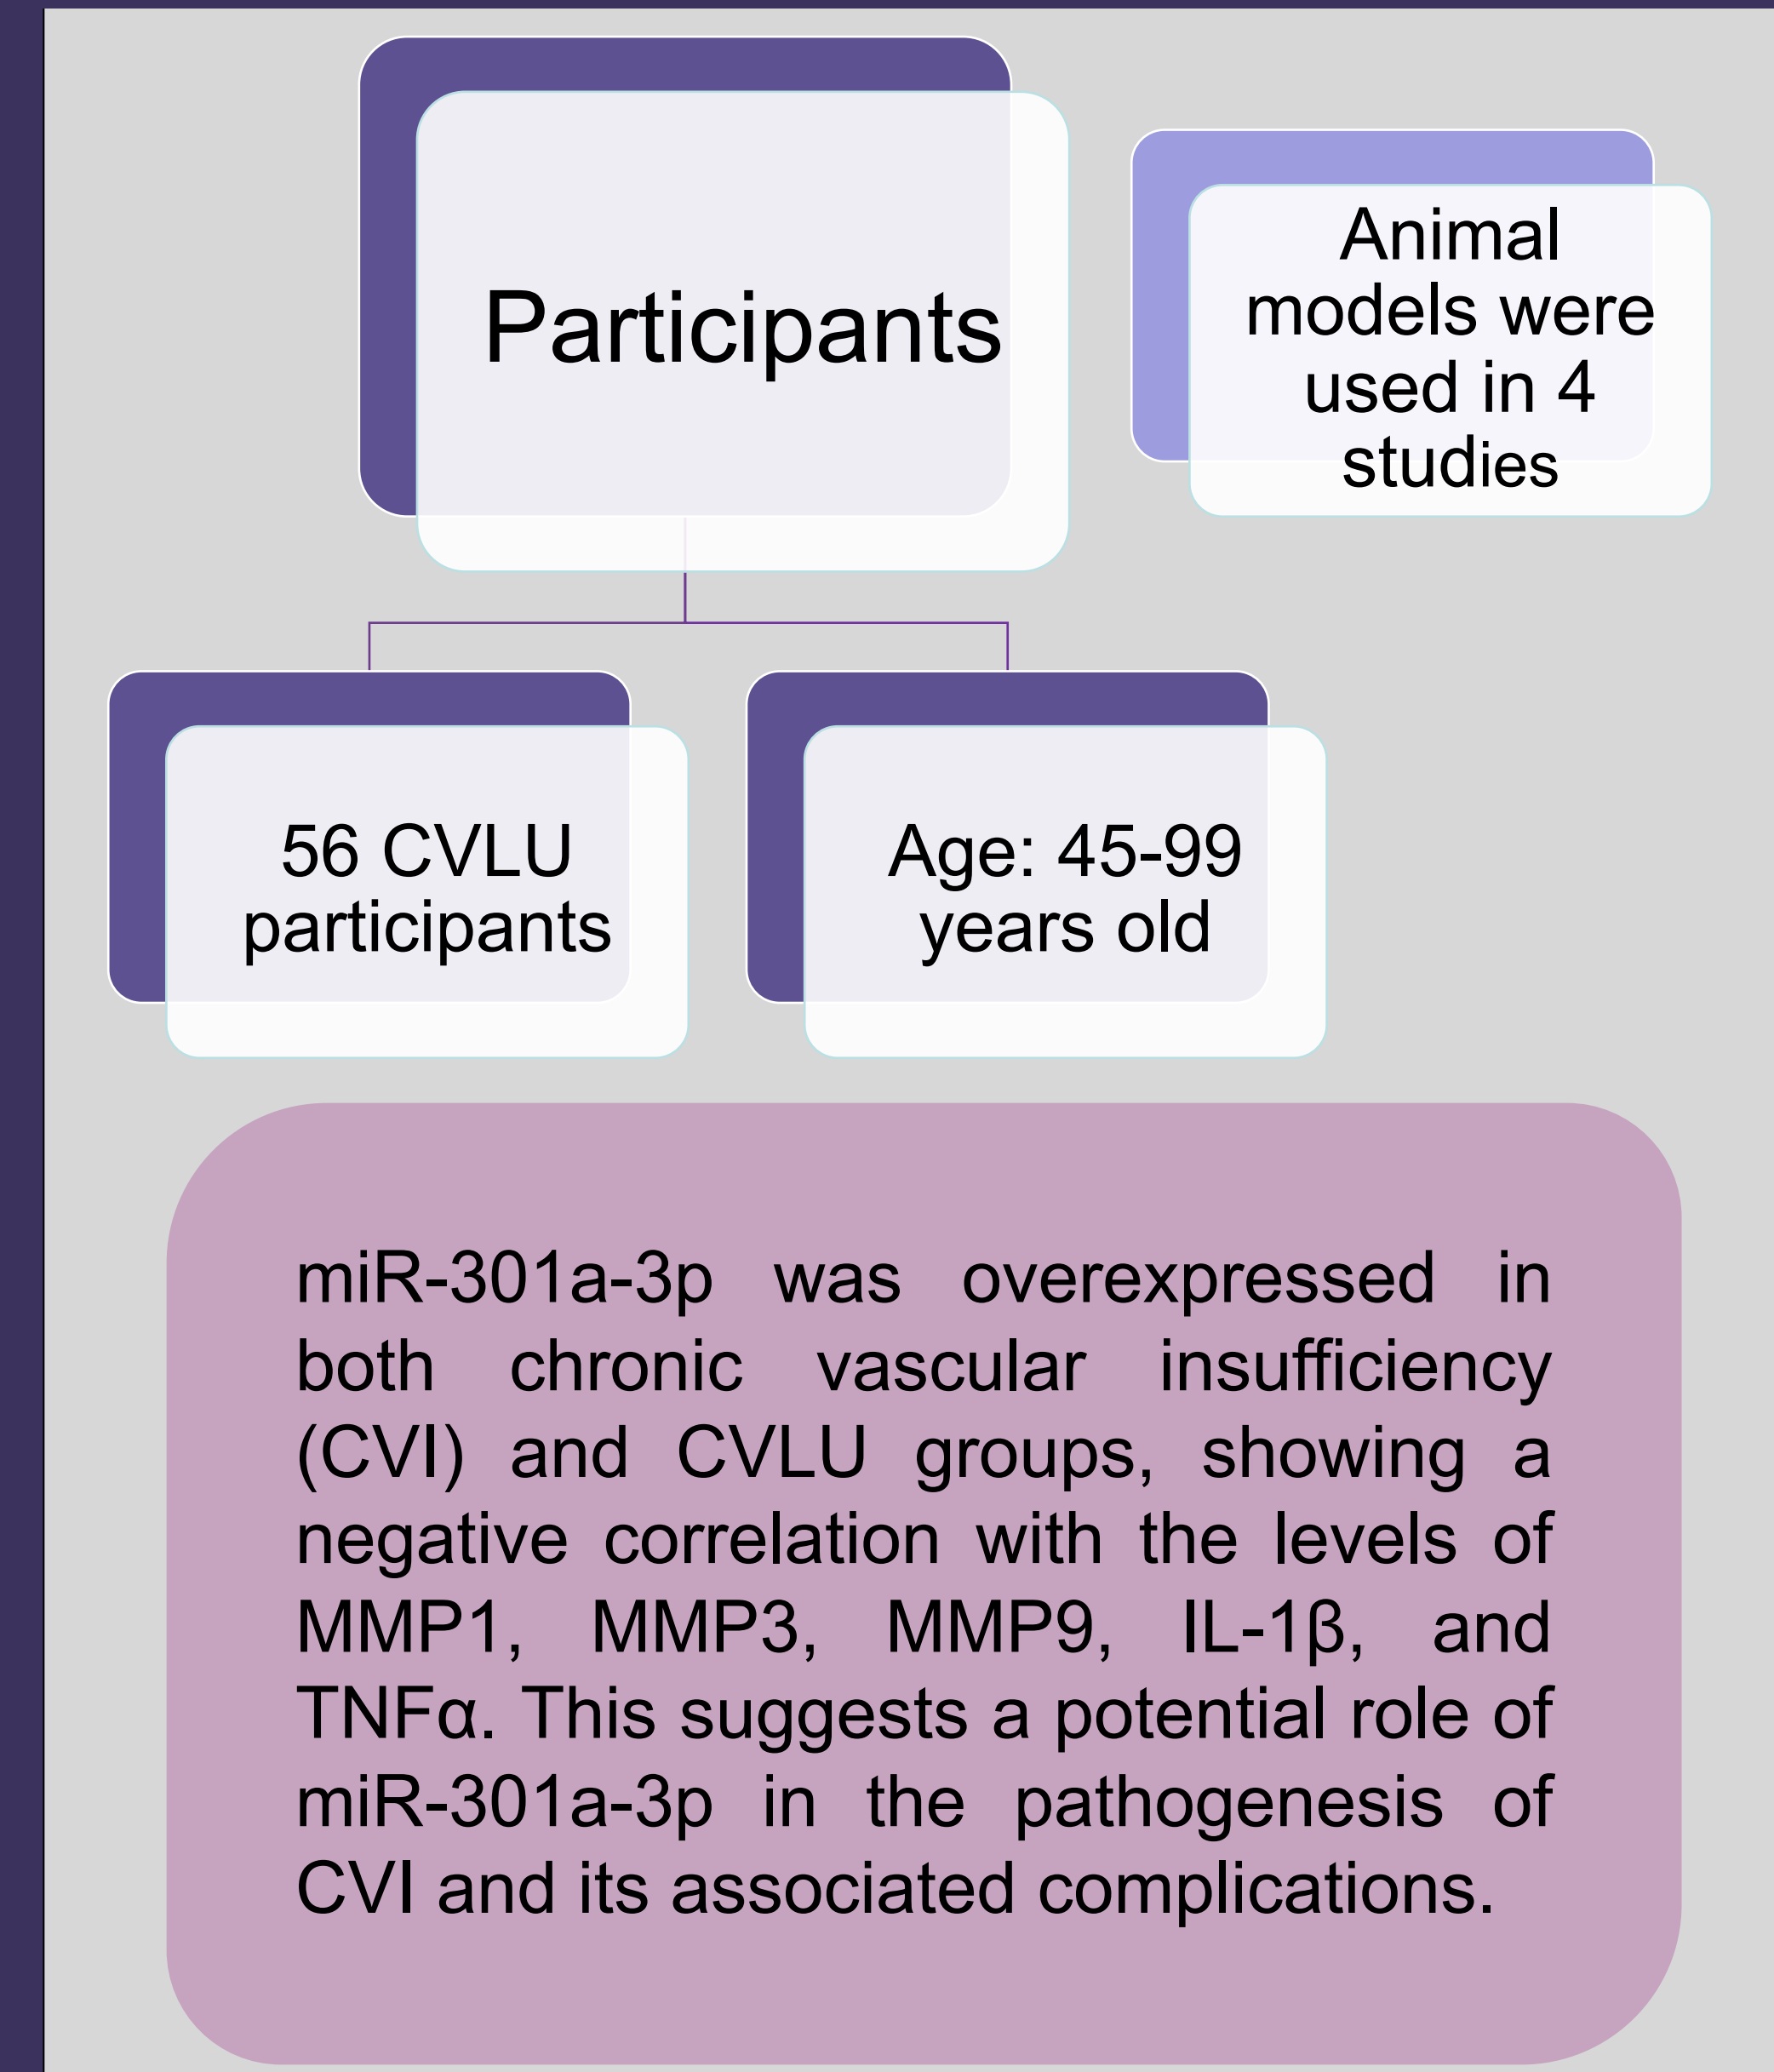 Participants
Animal
models were
used in 4
studies
56 CVLU
participants
Age: 45-99
years old
miR-301a-3p was overexpressed in
both chronic vascular insufficiency
(CVI) and CVLU groups, showing a
negative correlation with the levels of
MMP1, MMP3, MMP9, IL-1β, and
TNFα. This suggests a potential role of
miR-301a-3p in the pathogenesis of
CVI and its associated complications.